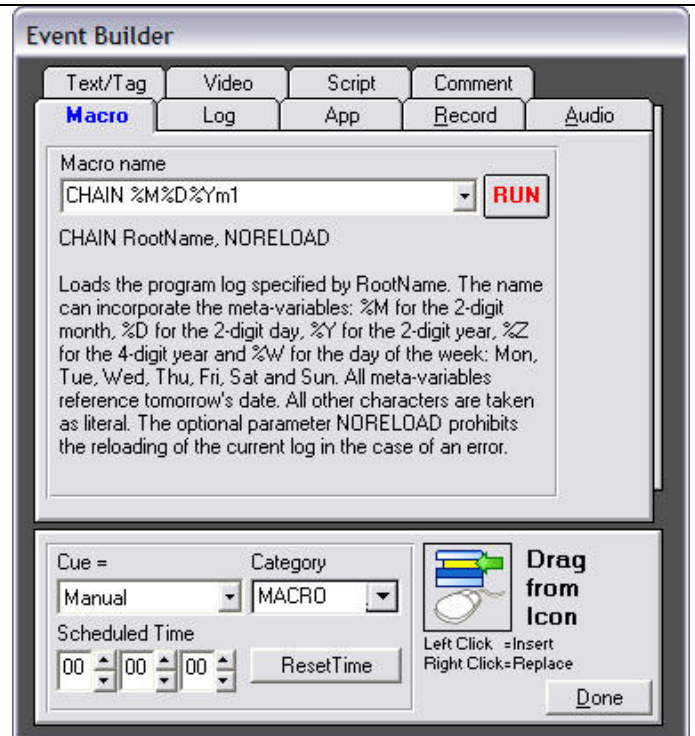 Event Builder
Text/Tag Video Script Comment
Macro Log App Record Audio
Macro name
CHAIN %M%D%Ym1 RUN
CHAIN RootName, NORELOAD
Loads the program log specified by RootName. The name
can incorporate the meta-variables: %M for the 2-digit
month, %D for the 2-digit day, %Y for the 2-digit year, %Z
for the 4-digit year and %W for the day of the week: Mon,
Tue, Wed, Thu, Fri, Sat and Sun. All meta-variables
reference tomorrow's date. All other characters are taken
as literal. The optional parameter NORELOAD prohibits
the reloading of the current log in the case of an error.
Cue = Category
Manual MACRO
Scheduled Time
00 00 00 ResetTime
Drag
from
Icon
Left Click =Insert
Right Click=Replace
Done